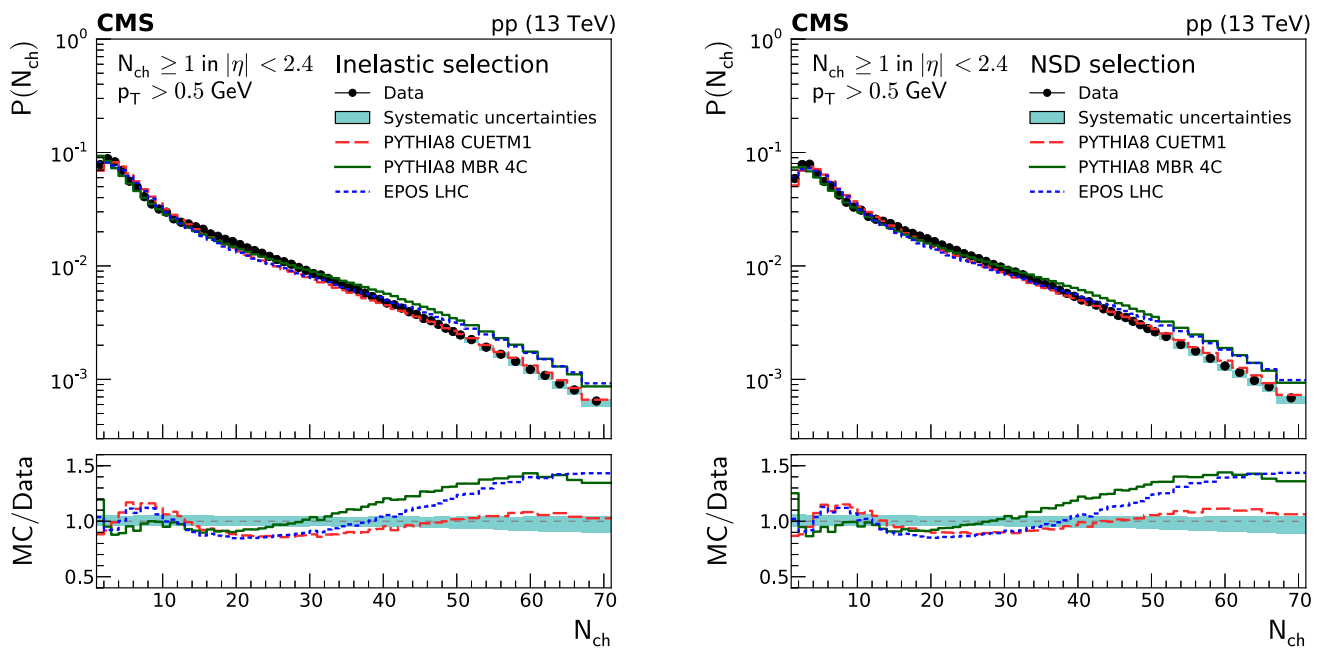 CMS pp (13 TeV)
P(N_ch)
10^0
10^-1
10^-2
10^-3
N_ch ≥ 1 in |η| < 2.4
p_T > 0.5 GeV
Inelastic selection
Data
Systematic uncertainties
PYTHIA8 CUETM1
PYTHIA8 MBR 4C
EPOS LHC
MC/Data
1.5
1.0
0.5
10 20 30 40 50 60 70
N_ch
CMS pp (13 TeV)
P(N_ch)
10^0
10^-1
10^-2
10^-3
N_ch ≥ 1 in |η| < 2.4
p_T > 0.5 GeV
NSD selection
Data
Systematic uncertainties
PYTHIA8 CUETM1
PYTHIA8 MBR 4C
EPOS LHC
MC/Data
1.5
1.0
0.5
10 20 30 40 50 60 70
N_ch